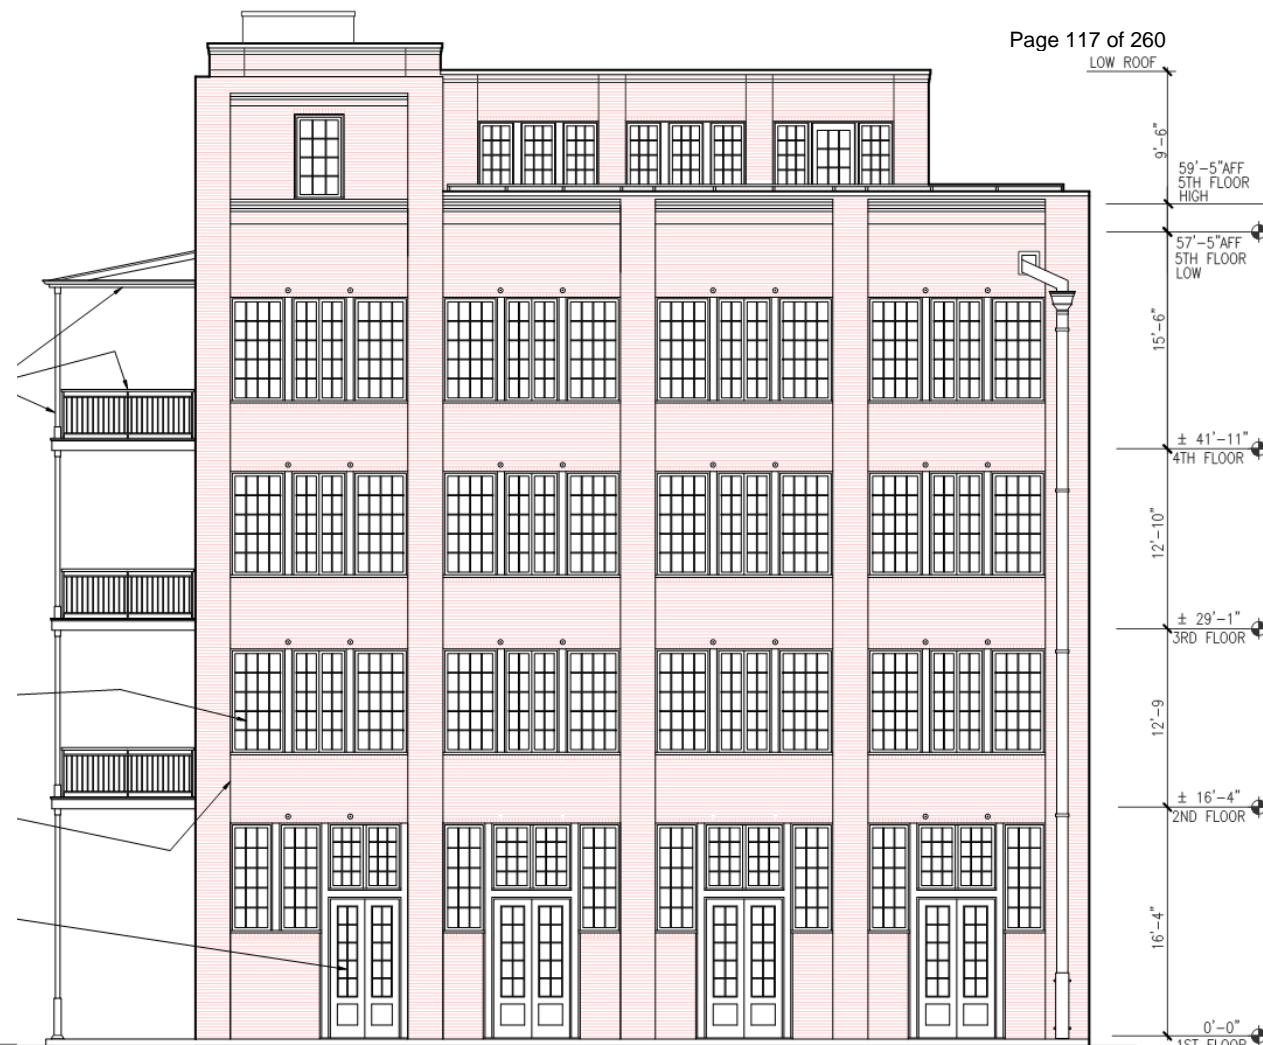 Page 117 of 260
LOW ROOF
9'-6"
59'-5"AFF
5TH FLOOR
HIGH
57'-5"AFF
5TH FLOOR
LOW
15'-6"
± 41'-11"
4TH FLOOR
12'-10"
± 29'-1"
3RD FLOOR
12'-9
± 16'-4"
2ND FLOOR
16'-4"
0'-0"
1ST FLOOR